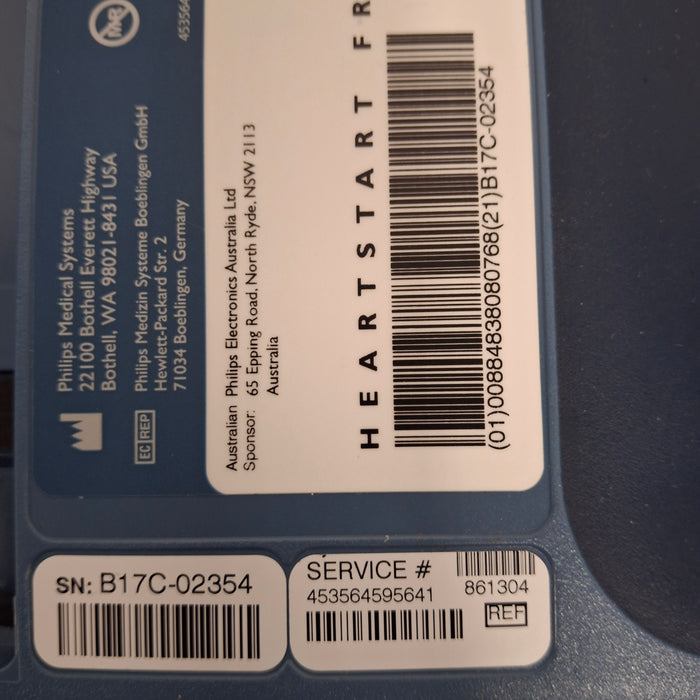 Philips Medical Systems
22100 Bothell Everett Highway
Bothell, WA 98021-8431 USA
EC REP
Philips Medizin Systeme Boeblingen GmbH
Hewlett-Packard Str. 2
71034 Boeblingen, Germany
MR
453564
Australian Philips Electronics Australia Ltd
Sponsor: 65 Epping Road, North Ryde, NSW 2113
Australia
HEARTSTART FR
(01)00884838080768(21)B17C-02354
SN: B17C-02354
SERVICE #
453564595641
861304
REF